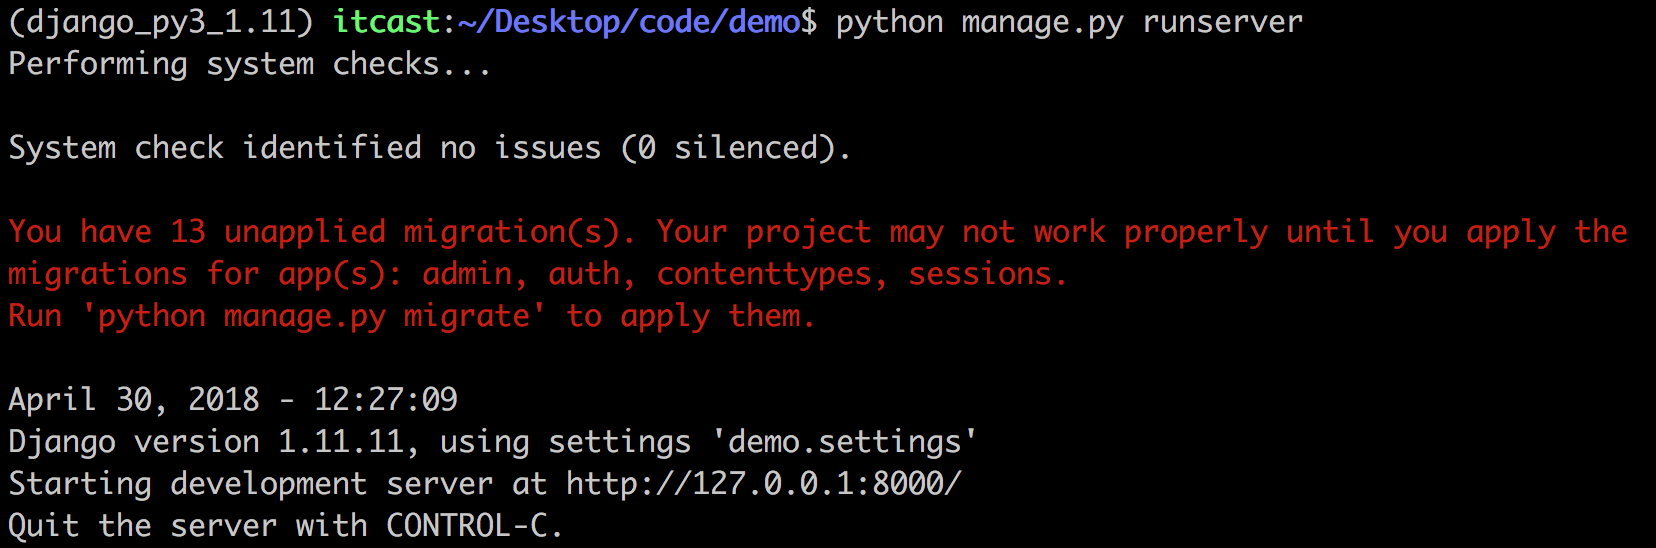 (django_py3_1.11) itcast:~/Desktop/code/demo$ python manage.py runserver
Performing system checks...
System check identified no issues (0 silenced).
You have 13 unapplied migration(s). Your project may not work properly until you apply the
migrations for app(s): admin, auth, contenttypes, sessions.
Run 'python manage.py migrate' to apply them.
April 30, 2018 - 12:27:09
Django version 1.11.11, using settings 'demo.settings'
Starting development server at http://127.0.0.1:8000/
Quit the server with CONTROL-C.